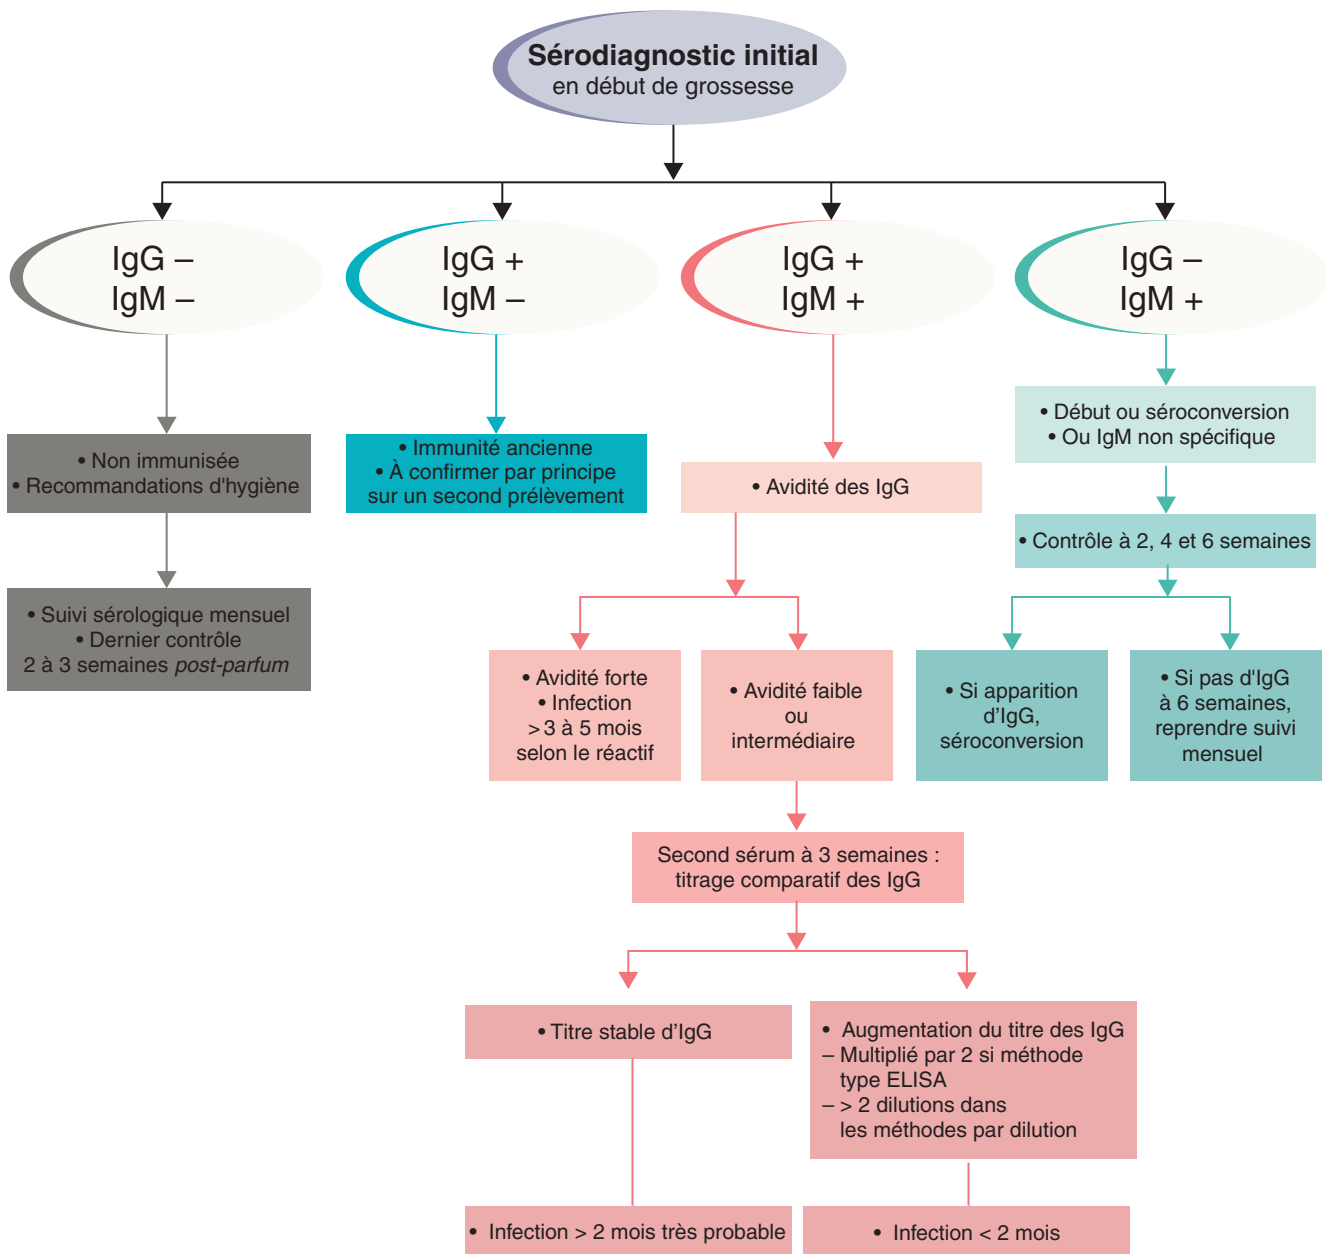 Sérodiagnostic initial
en début de grossesse
IgG –
IgM –
IgG +
IgM –
IgG +
IgM +
IgG –
IgM +
• Non immunisée
• Recommandations d'hygiène
• Suivi sérologique mensuel
• Dernier contrôle
2 à 3 semaines post-parfum
• Immunité ancienne
• À confirmer par principe
sur un second prélèvement
• Avidité des IgG
• Avidité forte
• Infection
> 3 à 5 mois
selon le réactif
• Avidité faible
ou
intermédiaire
Second sérum à 3 semaines :
titrage comparatif des IgG
• Titre stable d'IgG
• Infection > 2 mois très probable
• Augmentation du titre des IgG
– Multiplié par 2 si méthode
type ELISA
– > 2 dilutions dans
les méthodes par dilution
• Infection < 2 mois
• Début ou séroconversion
• Ou IgM non spécifique
• Contrôle à 2, 4 et 6 semaines
• Si apparition
d'IgG,
séroconversion
• Si pas d'IgG
à 6 semaines,
reprendre suivi
mensuel